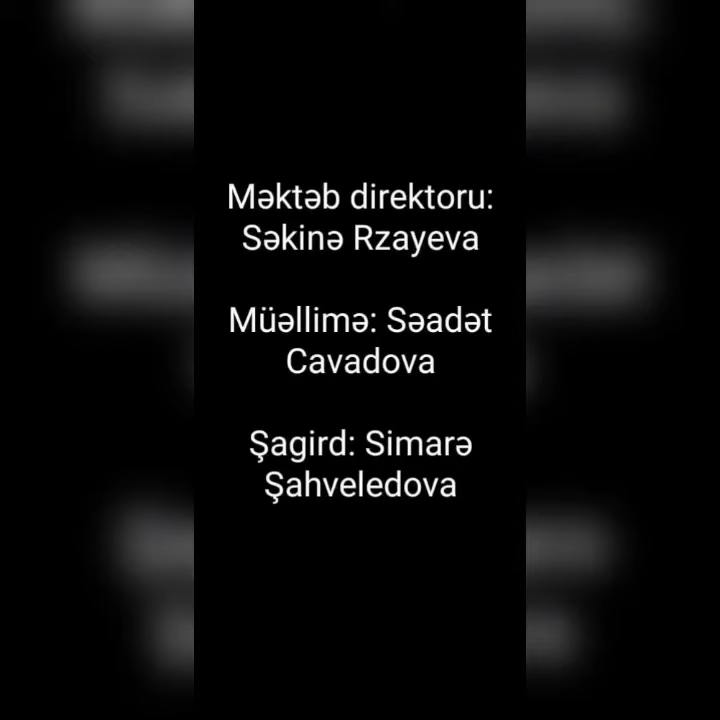 Məktəb direktoru:
Səkinə Rzayeva
Müəllimə: Səadət
Cavadova
Şagird: Simarə
Şahveledova